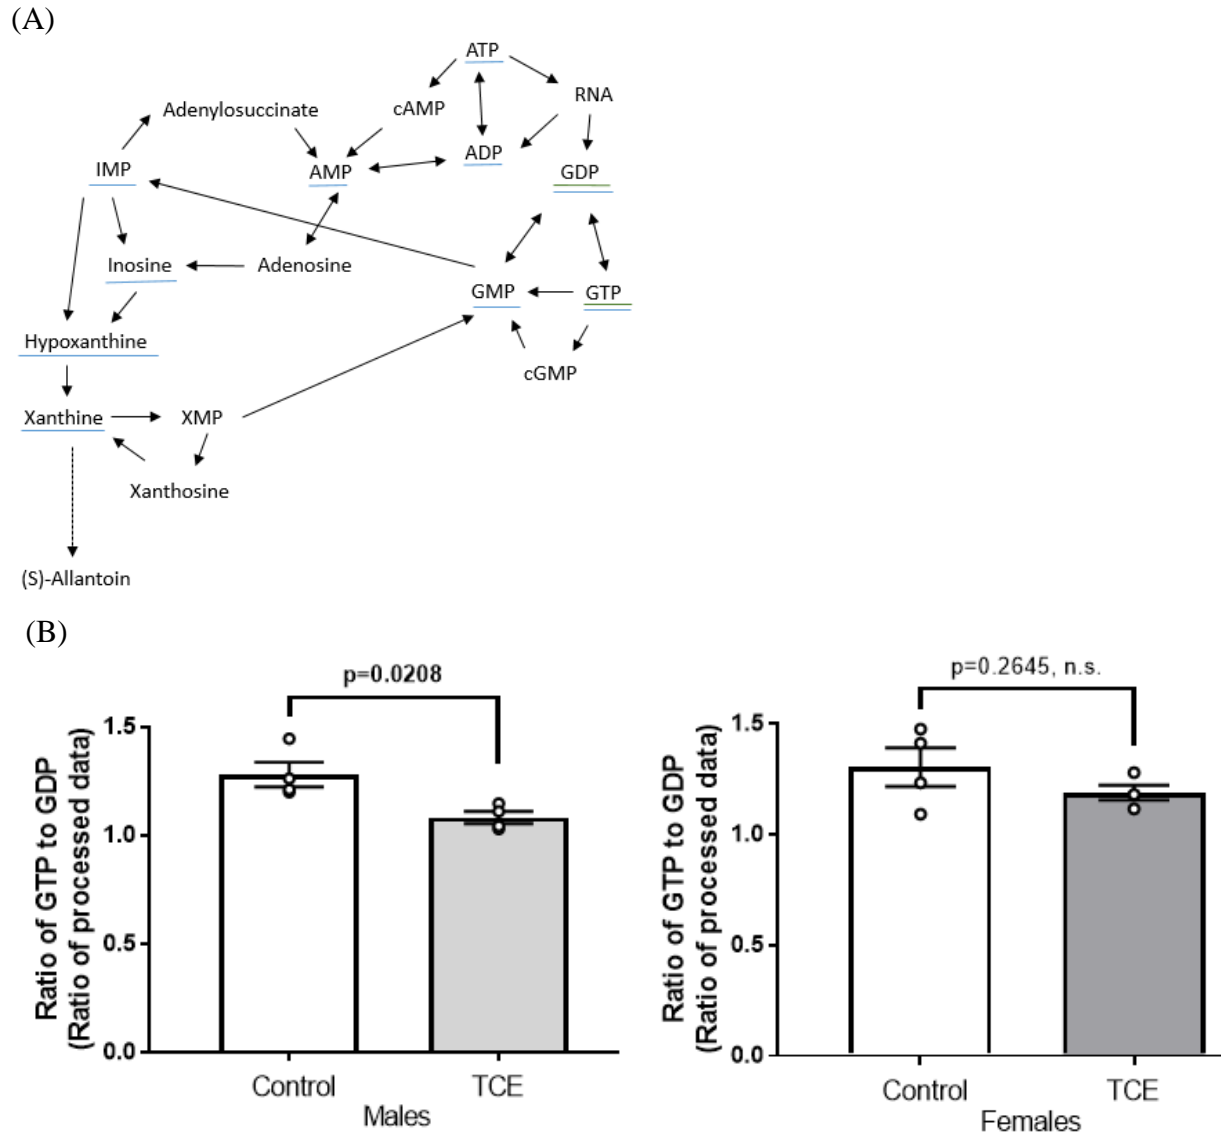 (A)
ATP
RNA
Adenylosuccinate
cAMP
ADP
IMP
AMP
GDP
Inosine
Adenosine
GMP
GTP
Hypoxanthine
cGMP
Xanthine
XMP
Xanthosine
(S)-Allantoin
(B)
p=0.0208
Ratio of GTP to GDP
(Ratio of processed data)
1.5
1.0
0.5
0.0
Control
TCE
Males
p=0.2645, n.s.
Ratio of GTP to GDP
(Ratio of processed data)
1.5
1.0
0.5
0.0
Control
TCE
Females